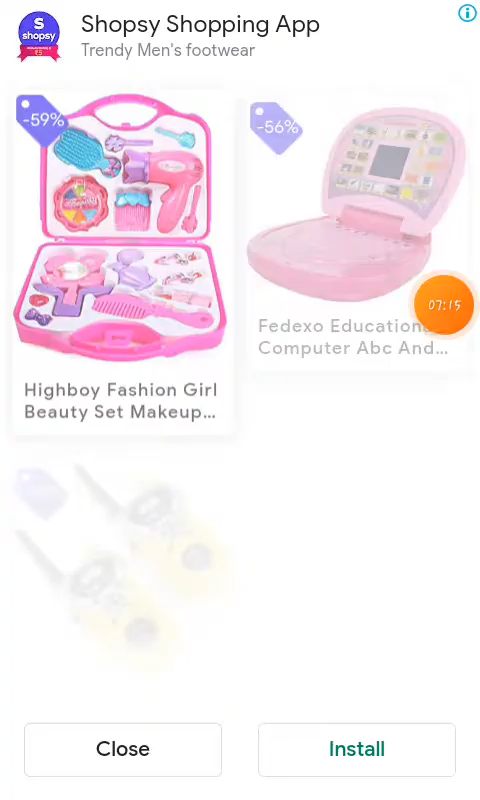 S
shopsy
Shopsy Shopping App
Trendy Men's footwear
-59%
-56%
07:15
Highboy Fashion Girl
Beauty Set Makeup...
Fedexo Education
Computer Abc And...
Close
Install